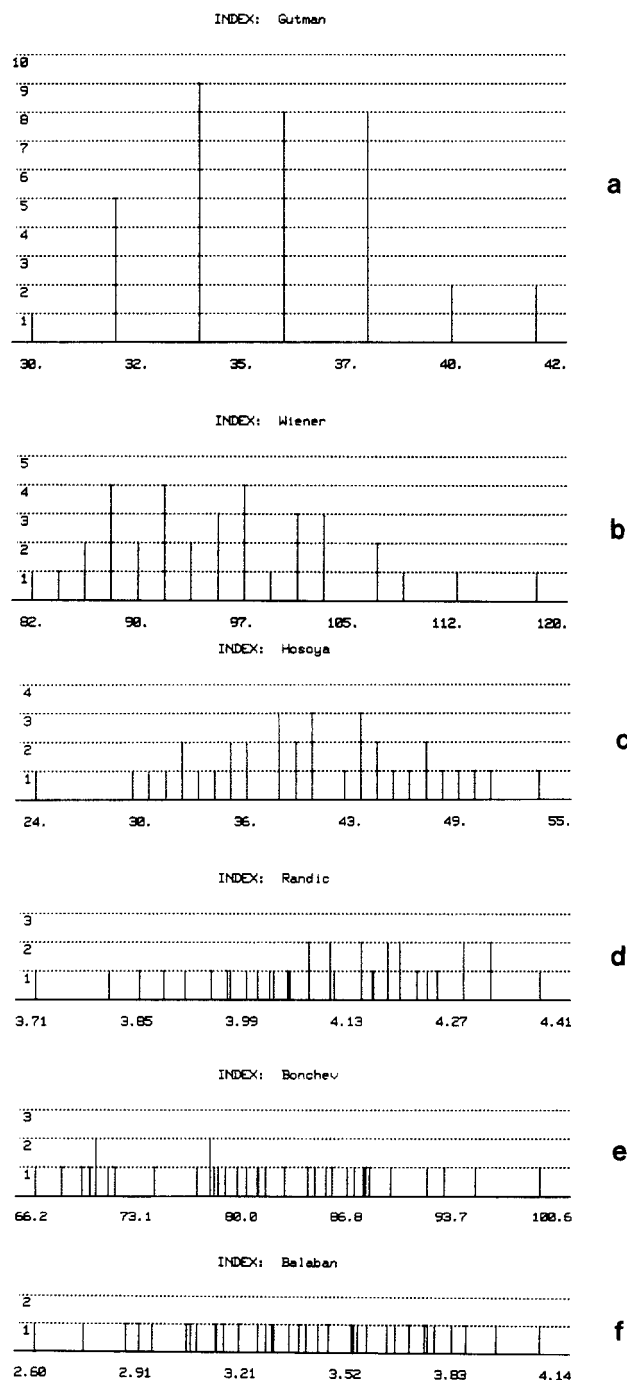 INDEX: Gutman
10
9
8
7
6
5
4
3
2
1
30. 32. 35. 37. 40. 42.
a
INDEX: Wiener
5
4
3
2
1
82. 90. 97. 105. 112. 120.
b
INDEX: Hosoya
4
3
2
1
24. 30. 36. 43. 49. 55.
c
INDEX: Randic
3
2
1
3.71 3.85 3.99 4.13 4.27 4.41
d
INDEX: Bonchev
3
2
1
66.2 73.1 80.0 86.8 93.7 100.6
e
INDEX: Balaban
2
1
2.60 2.91 3.21 3.52 3.83 4.14
f